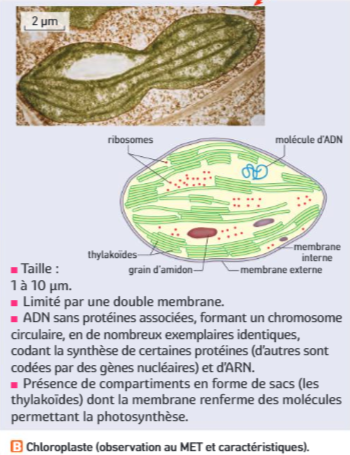 2 µm
ribosomes
molécule d'ADN
thylakoïdes
membrane
interne
grain d'amidon
membrane externe
■ Taille :
1 à 10 µm.
■ Limité par une double membrane.
■ ADN sans protéines associées, formant un chromosome
circulaire, en de nombreux exemplaires identiques,
codant la synthèse de certaines protéines (d'autres sont
codées par des gènes nucléaires) et d'ARN.
■ Présence de compartiments en forme de sacs (les
thylakoïdes) dont la membrane renferme des molécules
permettant la photosynthèse.
B Chloroplaste (observation au MET et caractéristiques).